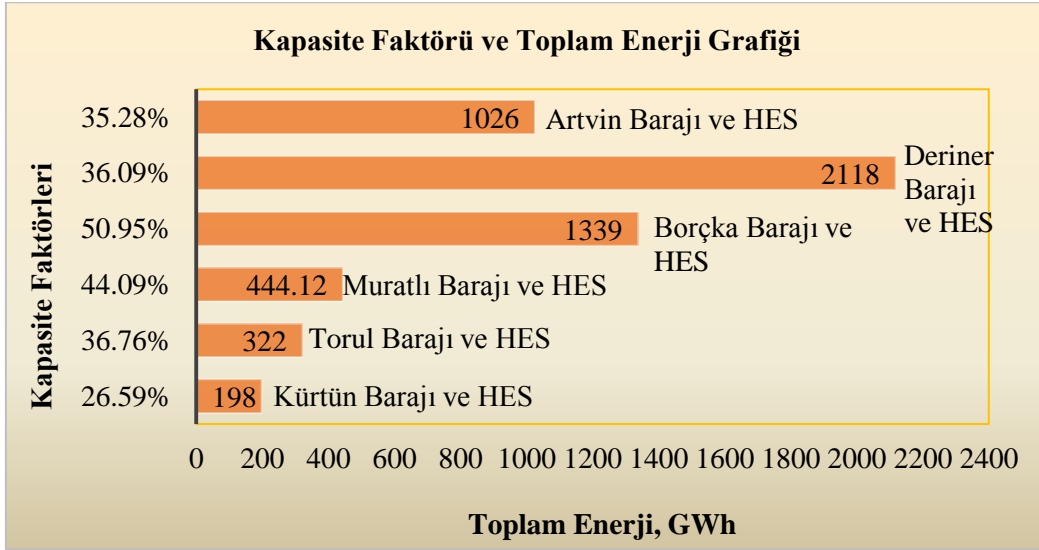 Kapasite Faktörü ve Toplam Enerji Grafiği
Kapasite Faktörleri
35.28%
1026
Artvin Barajı ve HES
36.09%
2118
Deriner
Barajı
ve HES
50.95%
1339
Borçka Barajı ve
HES
44.09%
444.12
Muratlı Barajı ve HES
36.76%
322
Torul Barajı ve HES
26.59%
198
Kürtün Barajı ve HES
0 200 400 600 800 1000 1200 1400 1600 1800 2000 2200 2400
Toplam Enerji, GWh